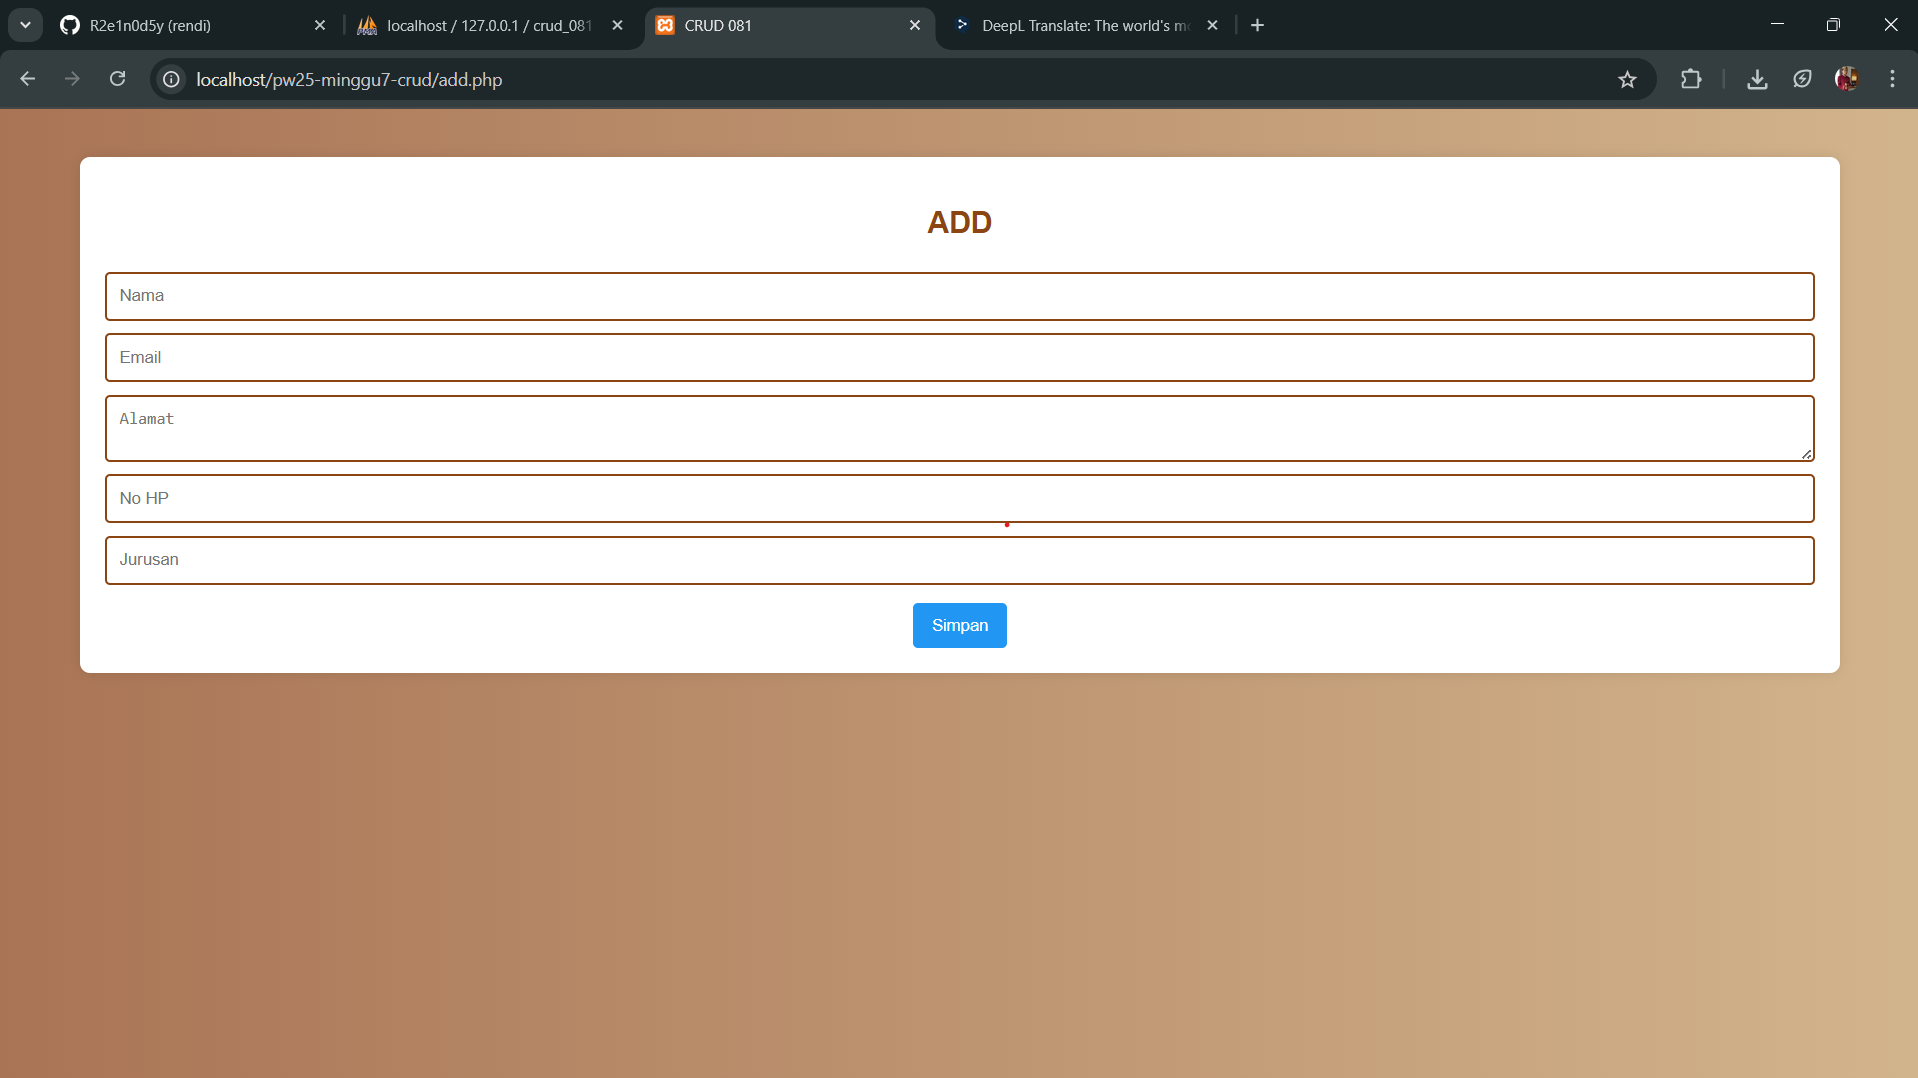 R2e1n0d5y (rendi)
localhost / 127.0.0.1 / crud_081
CRUD 081
DeepL Translate: The world's
localhost/pw25-minggu7-crud/add.php
ADD
Nama
Email
Alamat
No HP
Jurusan
Simpan